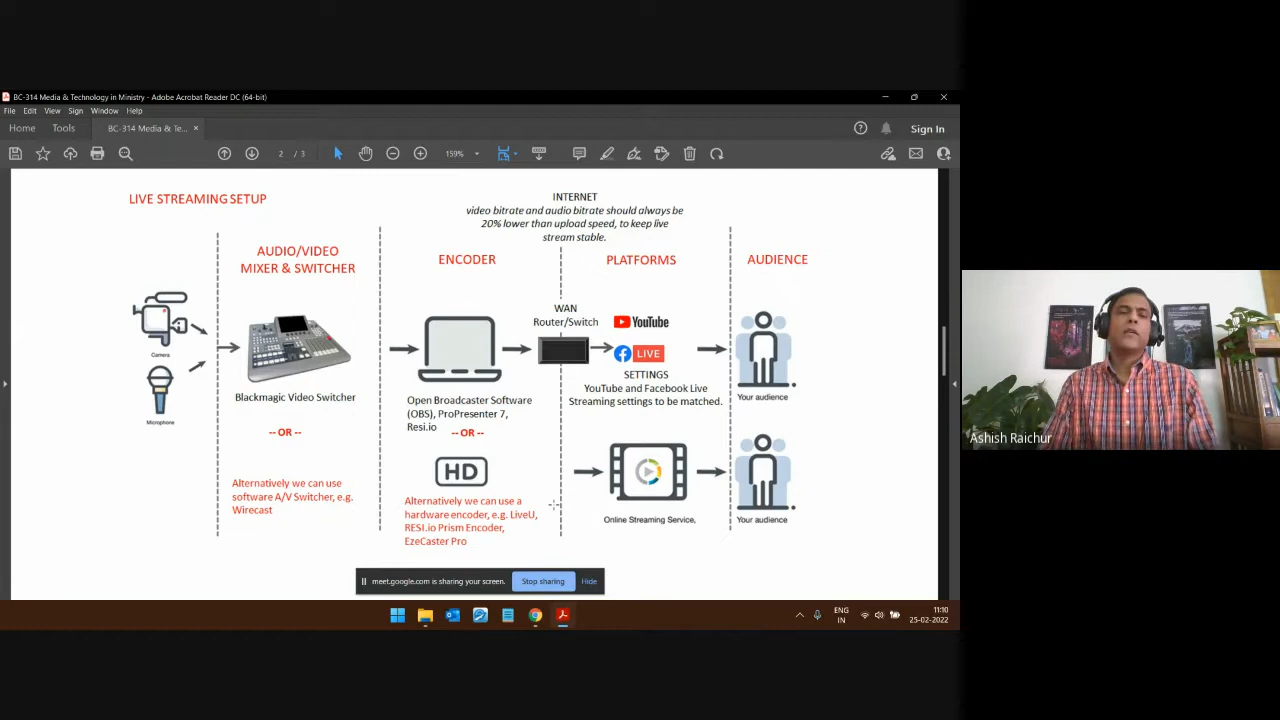 BC-314 Media & Technology in Ministry - Adobe Acrobat Reader DC (64-bit)
File Edit View Sign Window Help
Home Tools BC-314 Media & Te... × Sign In
2 / 3 159%
LIVE STREAMING SETUP
INTERNET
video bitrate and audio bitrate should always be
20% lower than upload speed, to keep live
stream stable.
AUDIO/VIDEO
MIXER & SWITCHER
ENCODER
PLATFORMS
AUDIENCE
Camera
Microphone
Blackmagic Video Switcher
-- OR --
Alternatively we can use
software A/V Switcher, e.g.
Wirecast
Open Broadcaster Software
(OBS), ProPresenter 7,
Resi.io
-- OR --
HD
Alternatively we can use a
hardware encoder, e.g. LiveU,
RESI.io Prism Encoder,
EzeCaster Pro
WAN
Router/Switch
YouTube
LIVE
SETTINGS
YouTube and Facebook Live
Streaming settings to be matched.
Online Streaming Service,
Your audience
Your audience
meet.google.com is sharing your screen. Stop sharing Hide
ENG
IN
11:10
25-02-2022
Ashish Raichur